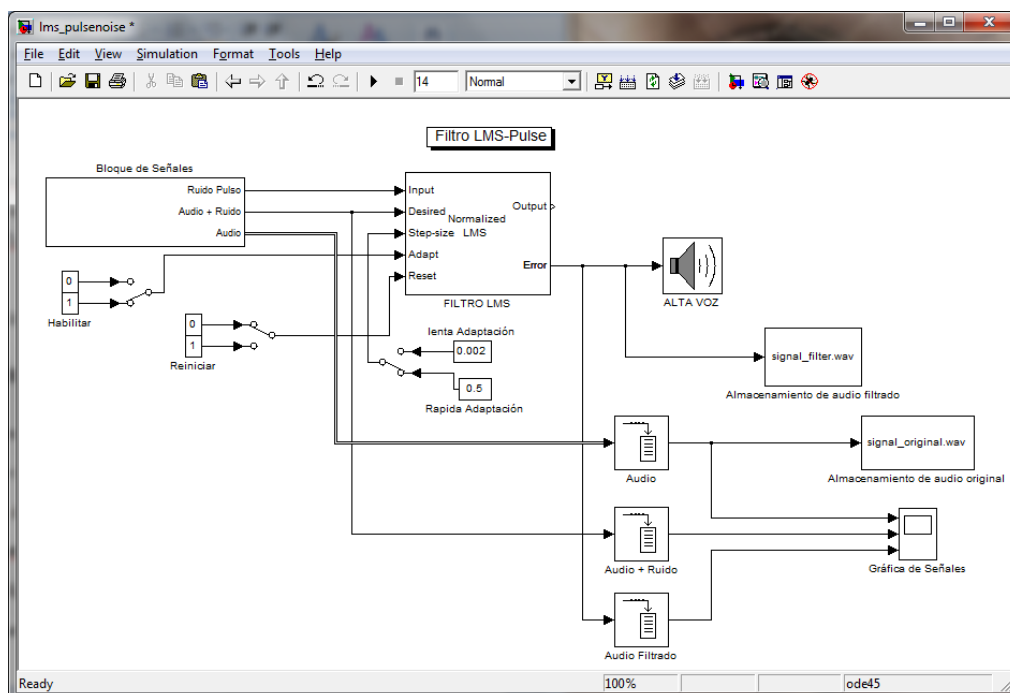 lms_pulsenoise *
File Edit View Simulation Format Tools Help
14 Normal
Filtro LMS-Pulse
Bloque de Señales
Ruido Pulso
Audio + Ruido
Audio
Input
Desired
Step-size
Adapt
Reset
Normalized
LMS
Output
Error
FILTRO LMS
0
1
Habilitar
0
1
Reiniciar
lenta Adaptación
0.002
0.5
Rapida Adaptación
ALTA VOZ
signal_filter.wav
Almacenamiento de audio filtrado
Audio
signal_original.wav
Almacenamiento de audio original
Audio + Ruido
Gráfica de Señales
Audio Filtrado
Ready 100% ode45